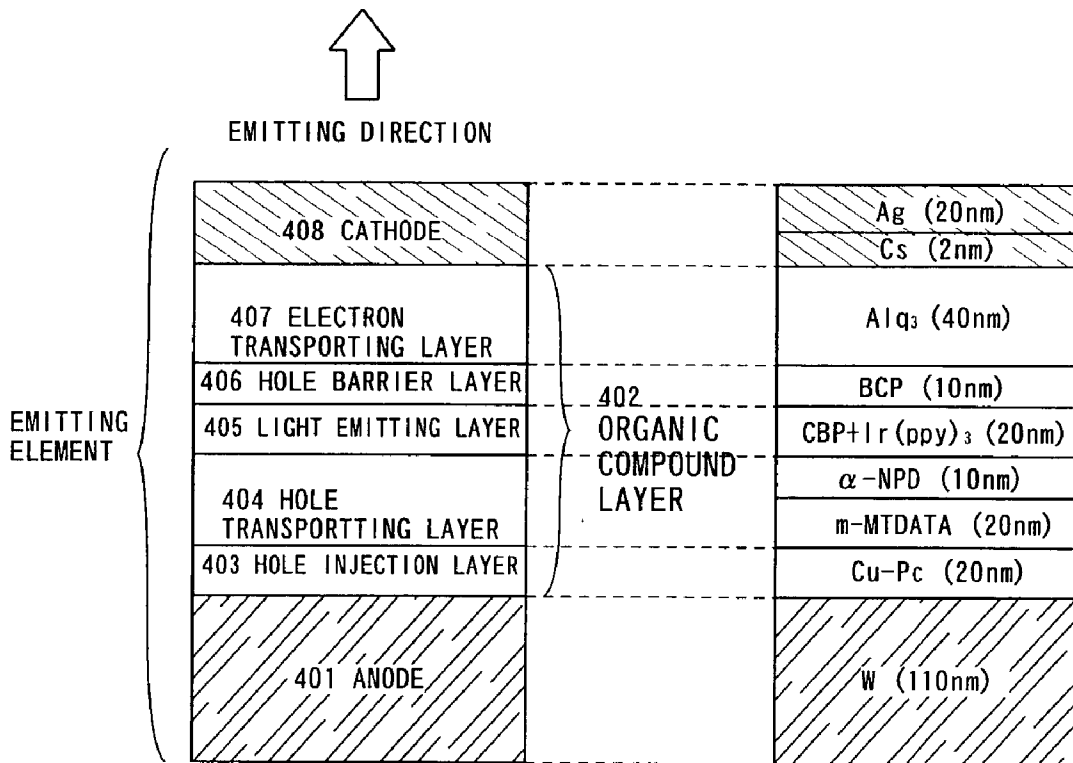 EMITTING DIRECTION
EMITTING
ELEMENT
408 CATHODE
407 ELECTRON
TRANSPORTING LAYER
406 HOLE BARRIER LAYER
405 LIGHT EMITTING LAYER
404 HOLE
TRANSPORTTING LAYER
403 HOLE INJECTION LAYER
401 ANODE
402
ORGANIC
COMPOUND
LAYER
Ag (20nm)
Cs (2nm)
Alq₃ (40nm)
BCP (10nm)
CBP+Ir(ppy)₃ (20nm)
α-NPD (10nm)
m-MTDATA (20nm)
Cu-Pc (20nm)
W (110nm)